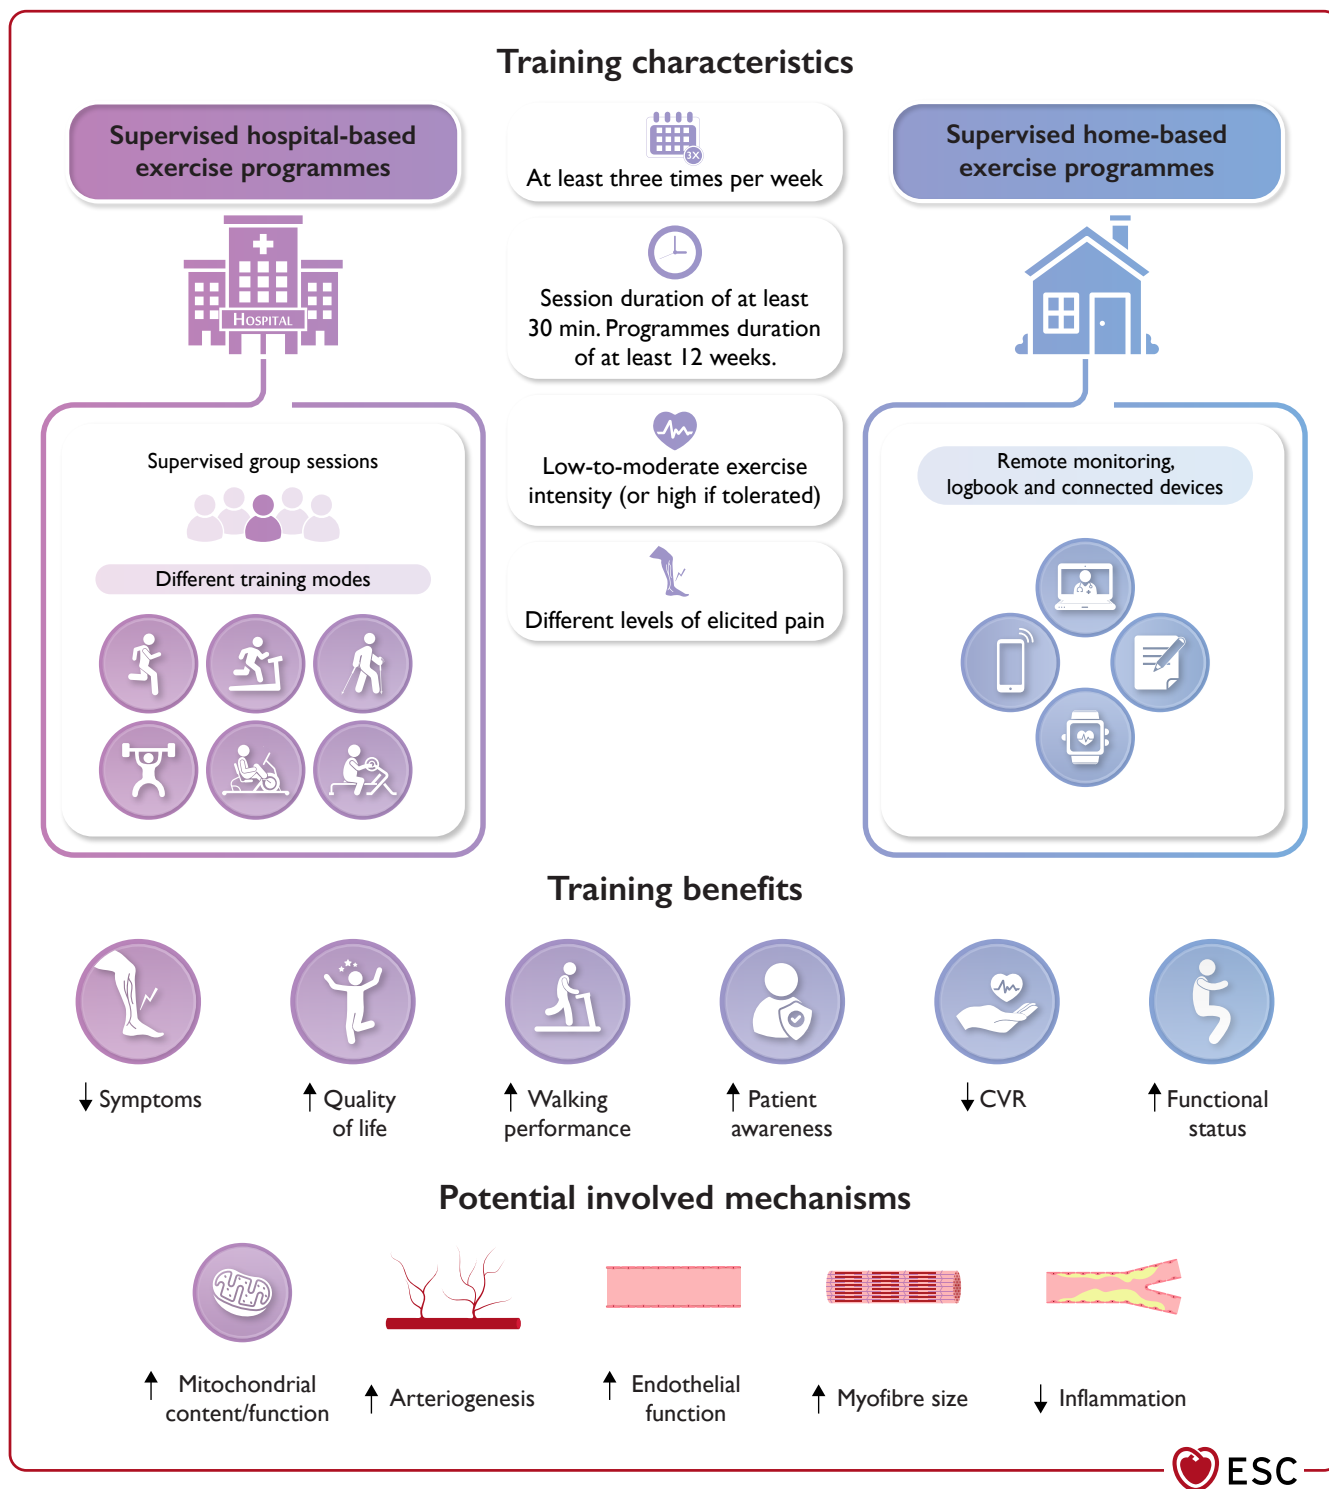 Training characteristics
Supervised hospital-based
exercise programmes
HOSPITAL
Supervised group sessions
Different training modes
3X
At least three times per week
Session duration of at least
30 min. Programmes duration
of at least 12 weeks.
Low-to-moderate exercise
intensity (or high if tolerated)
Different levels of elicited pain
Supervised home-based
exercise programmes
Remote monitoring,
logbook and connected devices
Training benefits
↓ Symptoms
↑ Quality
of life
↑ Walking
performance
↑ Patient
awareness
↓ CVR
↑ Functional
status
Potential involved mechanisms
↑ Mitochondrial
content/function
↑ Arteriogenesis
↑ Endothelial
function
↑ Myofibre size
↓ Inflammation
ESC